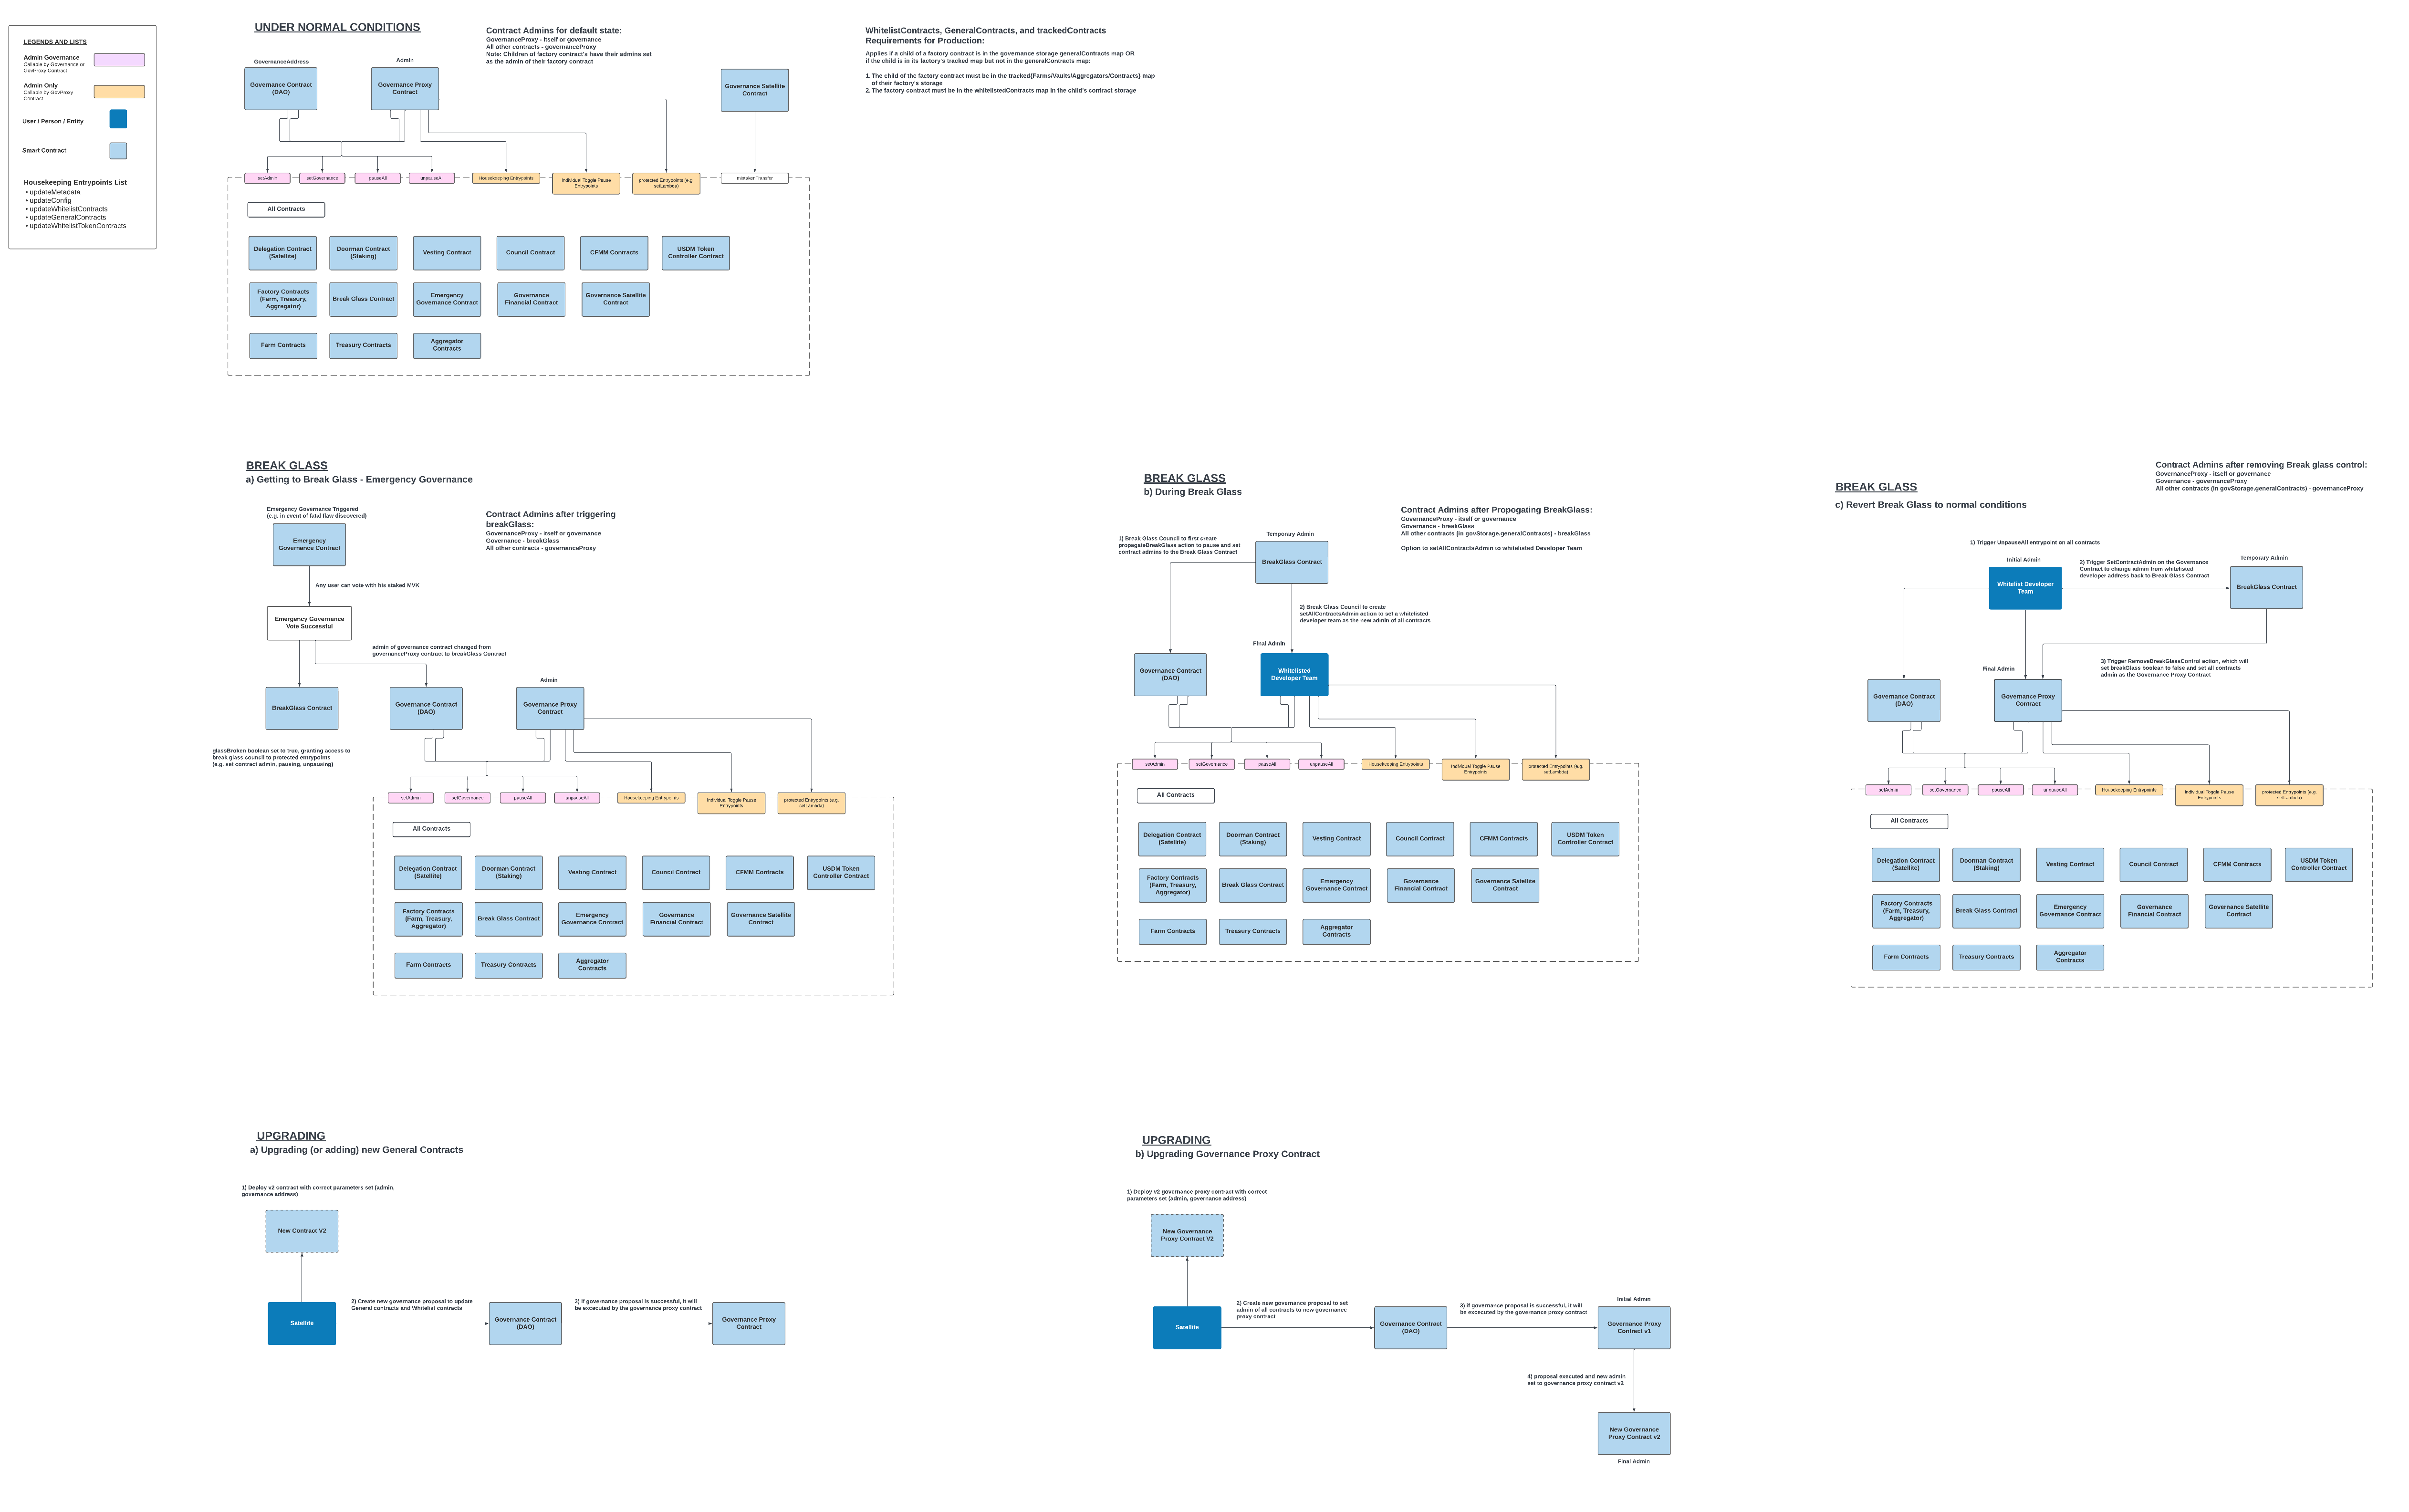 LEGENDS AND LISTS
Admin Governance
Callable by Governance or
GovProxy Contract
Admin Only
Callable by GovProxy
Contract
User / Person / Entity
Smart Contract
Housekeeping Entrypoints List
• updateMetadata
• updateConfig
• updateWhitelistContracts
• updateGeneralContracts
• updateWhitelistTokenContracts
UNDER NORMAL CONDITIONS
Contract Admins for default state:
GovernanceProxy - itself or governance
All other contracts - governanceProxy
Note: Children of factory contract's have their admins set
as the admin of their factory contract
GovernanceAddress
Admin
Governance Contract
(DAO)
Governance Proxy
Contract
Governance Satellite
Contract
setAdmin
setGovernance
pauseAll
unpauseAll
Housekeeping Entrypoints
Individual Toggle Pause
Entrypoints
protected Entrypoints (e.g.
setLambda)
mistakenTransfer
All Contracts
Delegation Contract
(Satellite)
Doorman Contract
(Staking)
Vesting Contract
Council Contract
CFMM Contracts
USDM Token
Controller Contract
Factory Contracts
(Farm, Treasury,
Aggregator)
Break Glass Contract
Emergency
Governance Contract
Governance
Financial Contract
Governance Satellite
Contract
Farm Contracts
Treasury Contracts
Aggregator
Contracts
WhitelistContracts, GeneralContracts, and trackedContracts
Requirements for Production:
Applies if a child of a factory contract is in the governance storage generalContracts map OR
if the child is in its factory's tracked map but not in the generalContracts map:
1. The child of the factory contract must be in the tracked{Farms/Vaults/Aggregators/Contracts} map
of their factory's storage
2. The factory contract must be in the whitelistedContracts map in the child's contract storage
BREAK GLASS
a) Getting to Break Glass - Emergency Governance
Emergency Governance Triggered
(e.g. in event of fatal flaw discovered)
Contract Admins after triggering
breakGlass:
GovernanceProxy - itself or governance
Governance - breakGlass
All other contracts - governanceProxy
Emergency
Governance Contract
Any user can vote with his staked MVK
Emergency Governance
Vote Successful
admin of governance contract changed from
governanceProxy contract to breakGlass Contract
Admin
BreakGlass Contract
Governance Contract
(DAO)
Governance Proxy
Contract
glassBroken boolean set to true, granting access to
break glass council to protected entrypoints
(e.g. set contract admin, pausing, unpausing)
setAdmin
setGovernance
pauseAll
unpauseAll
Housekeeping Entrypoints
Individual Toggle Pause
Entrypoints
protected Entrypoints (e.g.
setLambda)
All Contracts
Delegation Contract
(Satellite)
Doorman Contract
(Staking)
Vesting Contract
Council Contract
CFMM Contracts
USDM Token
Controller Contract
Factory Contracts
(Farm, Treasury,
Aggregator)
Break Glass Contract
Emergency
Governance Contract
Governance
Financial Contract
Governance Satellite
Contract
Farm Contracts
Treasury Contracts
Aggregator
Contracts
BREAK GLASS
b) During Break Glass
Contract Admins after Propogating BreakGlass:
GovernanceProxy - itself or governance
Governance - breakGlass
All other contracts (in govStorage.generalContracts) - breakGlass
Option to setAllContractsAdmin to whitelisted Developer Team
1) Break Glass Council to first create
propagateBreakGlass action to pause and set
contract admins to the Break Glass Contract
Temporary Admin
BreakGlass Contract
2) Break Glass Council to create
setAllContractsAdmin action to set a whitelisted
developer team as the new admin of all contracts
Final Admin
Governance Contract
(DAO)
Whitelisted
Developer Team
setAdmin
setGovernance
pauseAll
unpauseAll
Housekeeping Entrypoints
Individual Toggle Pause
Entrypoints
protected Entrypoints (e.g.
setLambda)
All Contracts
Delegation Contract
(Satellite)
Doorman Contract
(Staking)
Vesting Contract
Council Contract
CFMM Contracts
USDM Token
Controller Contract
Factory Contracts
(Farm, Treasury,
Aggregator)
Break Glass Contract
Emergency
Governance Contract
Governance
Financial Contract
Governance Satellite
Contract
Farm Contracts
Treasury Contracts
Aggregator
Contracts
BREAK GLASS
c) Revert Break Glass to normal conditions
Contract Admins after removing Break glass control:
GovernanceProxy - itself or governance
Governance - governanceProxy
All other contracts (in govStorage.generalContracts) - governanceProxy
1) Trigger UnpauseAll entrypoint on all contracts
Initial Admin
Whitelist Developer
Team
2) Trigger SetContractAdmin on the Governance
Contract to change admin from whitelisted
developer address back to Break Glass Contract
Temporary Admin
BreakGlass Contract
3) Trigger RemoveBreakGlassControl action, which will
set breakGlass boolean to false and set all contracts
admin as the Governance Proxy Contract
Final Admin
Governance Contract
(DAO)
Governance Proxy
Contract
setAdmin
setGovernance
pauseAll
unpauseAll
Housekeeping Entrypoints
Individual Toggle Pause
Entrypoints
protected Entrypoints (e.g.
setLambda)
All Contracts
Delegation Contract
(Satellite)
Doorman Contract
(Staking)
Vesting Contract
Council Contract
CFMM Contracts
USDM Token
Controller Contract
Factory Contracts
(Farm, Treasury,
Aggregator)
Break Glass Contract
Emergency
Governance Contract
Governance
Financial Contract
Governance Satellite
Contract
Farm Contracts
Treasury Contracts
Aggregator
Contracts
UPGRADING
a) Upgrading (or adding) new General Contracts
1) Deploy v2 contract with correct parameters set (admin,
governance address)
New Contract V2
Satellite
2) Create new governance proposal to update
General contracts and Whitelist contracts
Governance Contract
(DAO)
3) if governance proposal is successful, it will
be excecuted by the governance proxy contract
Governance Proxy
Contract
UPGRADING
b) Upgrading Governance Proxy Contract
1) Deploy v2 governance proxy contract with correct
parameters set (admin, governance address)
New Governance
Proxy Contract V2
Satellite
2) Create new governance proposal to set
admin of all contracts to new governance
proxy contract
Governance Contract
(DAO)
3) if governance proposal is successful, it will
be excecuted by the governance proxy contract
Initial Admin
Governance Proxy
Contract v1
4) proposal executed and new admin
set to governance proxy contract v2
New Governance
Proxy Contract v2
Final Admin